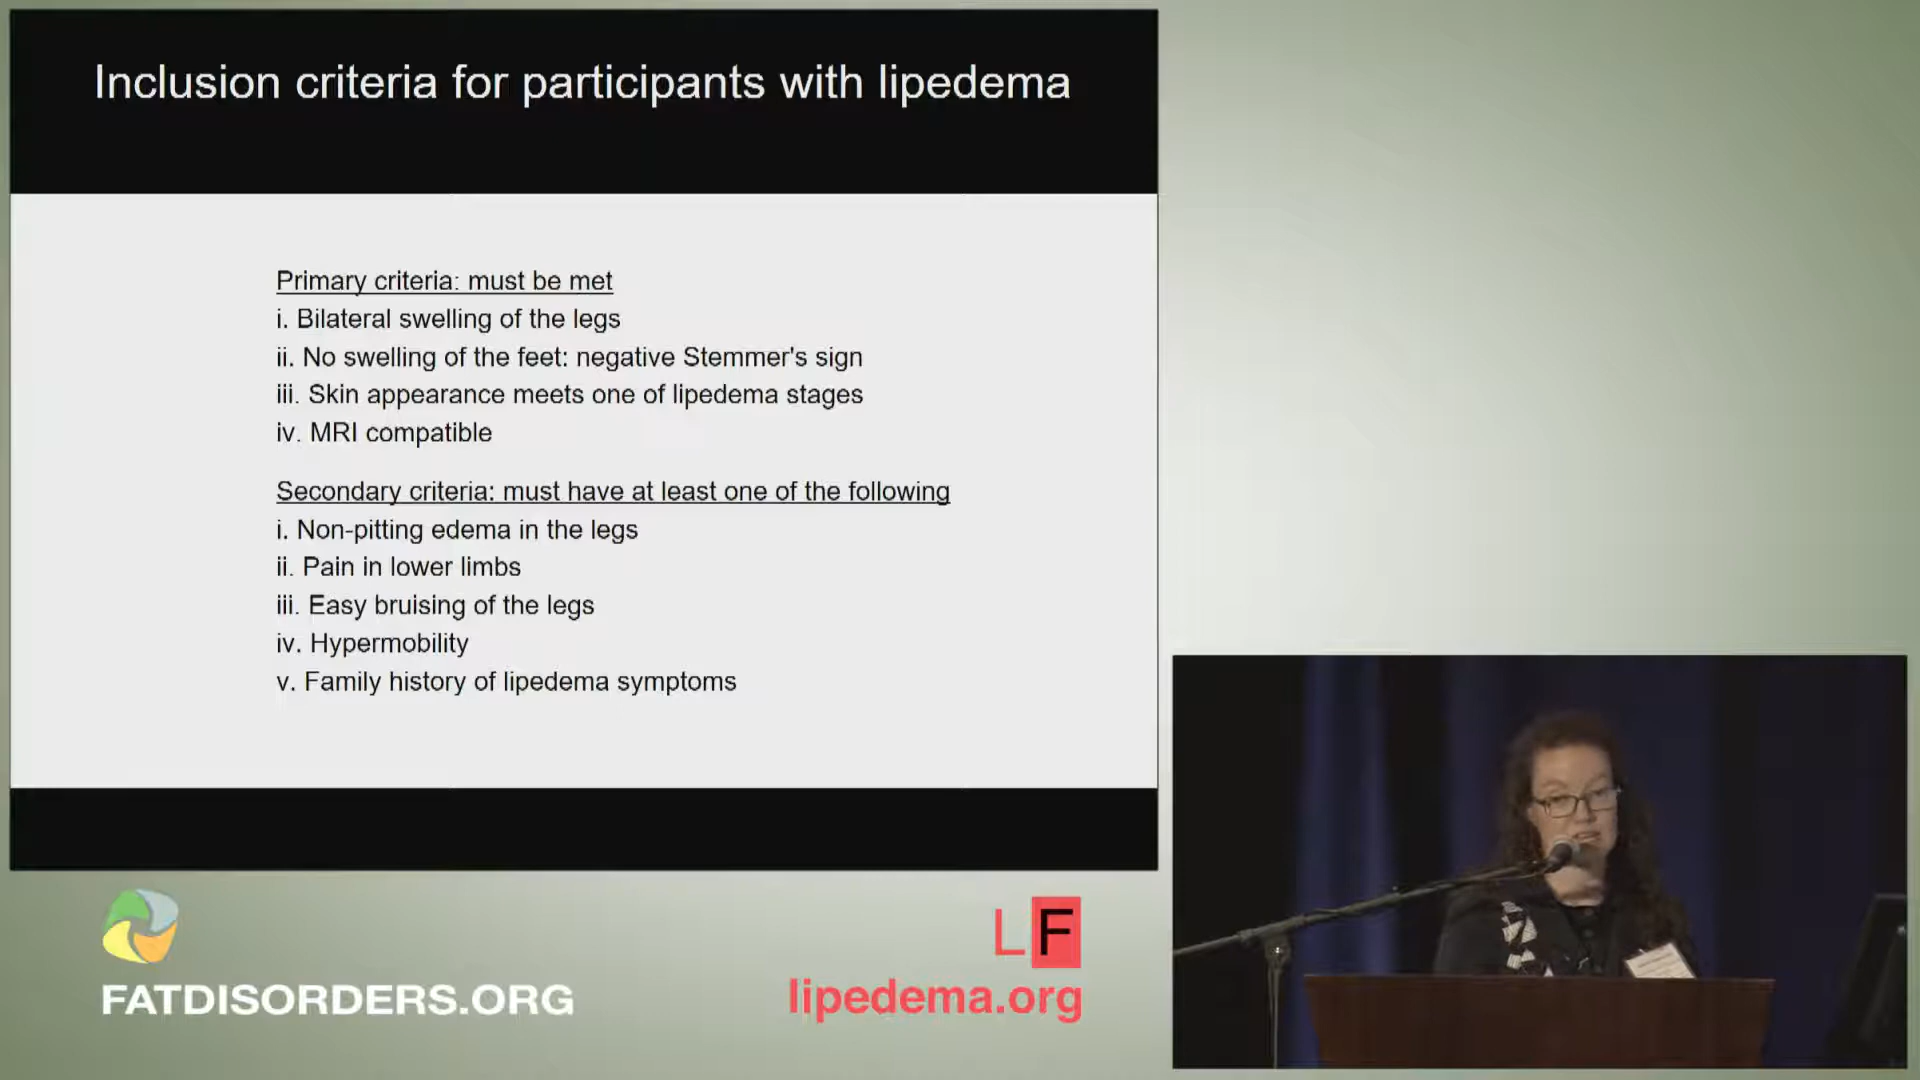 Inclusion criteria for participants with lipedema
Primary criteria: must be met
i. Bilateral swelling of the legs
ii. No swelling of the feet: negative Stemmer's sign
iii. Skin appearance meets one of lipedema stages
iv. MRI compatible
Secondary criteria: must have at least one of the following
i. Non-pitting edema in the legs
ii. Pain in lower limbs
iii. Easy bruising of the legs
iv. Hypermobility
v. Family history of lipedema symptoms
FATDISORDERS.ORG
LF
lipedema.org